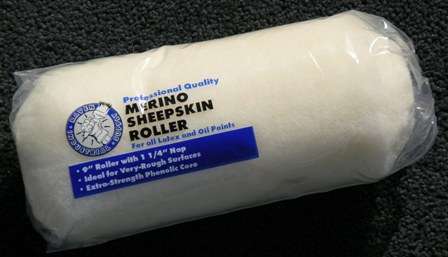 Professional Quality
MERINO
SHEEPSKIN
ROLLER
For all Latex and Oil Paints
• 9" Roller with 1 1/4" Nap
• Ideal for Very-Rough Surfaces
• Extra-Strength Phenolic Core